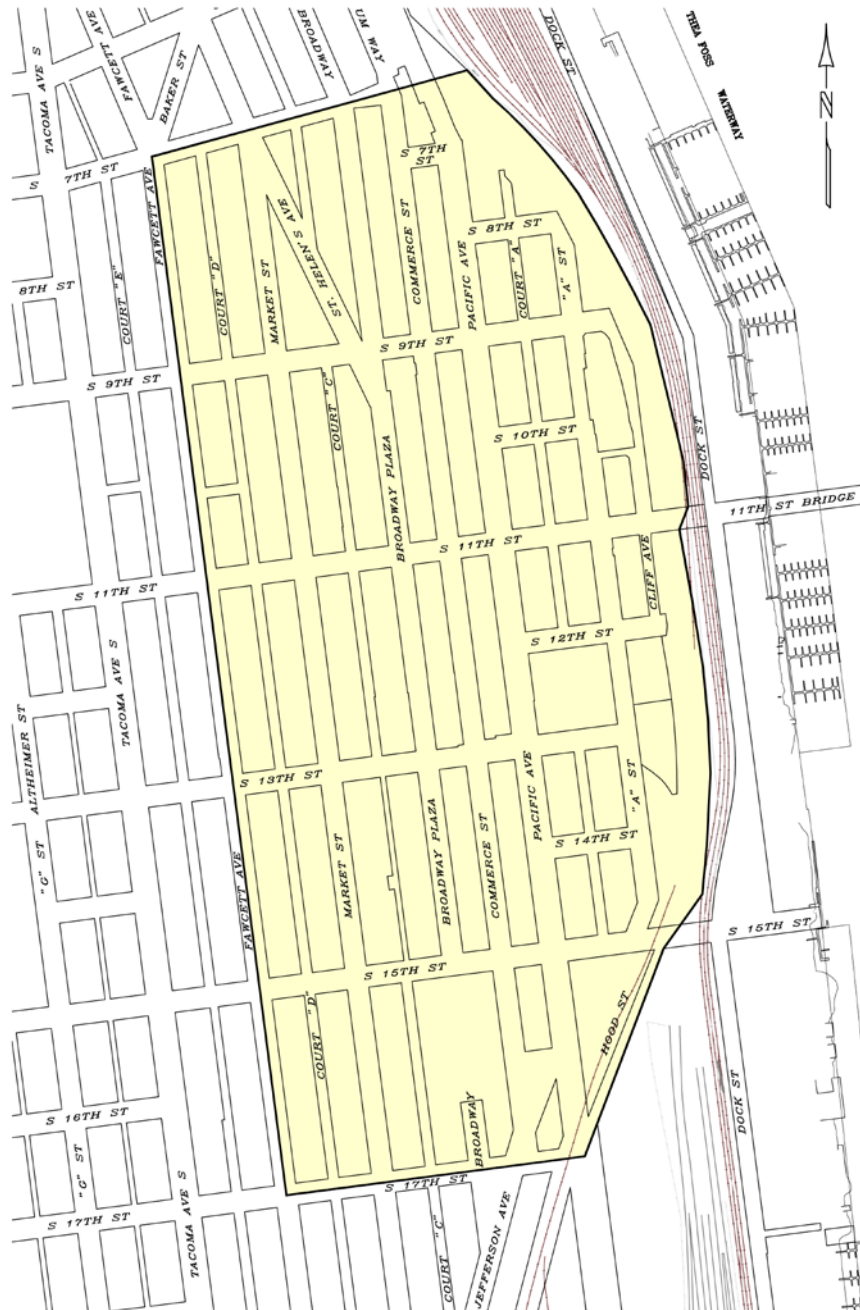 TACOMA AVE S
FAWCETT AVE
BAKER ST
BROADWAY
UM WAY
DOCK ST
THEA FOSS
WATERWAY
N
S 7TH ST
S 7TH
ST
FAWCETT AVE
COURT "E"
COURT "D"
MARKET ST
ST. HELEN'S AVE
COMMERCE ST
PACIFIC AVE
S 8TH ST
COURT "A"
"A" ST
8TH ST
S 9TH ST
S 9TH ST
COURT "C"
BROADWAY PLAZA
S 10TH ST
DOCK ST
11TH ST BRIDGE
S 11TH ST
S 11TH ST
CLIFF AVE
S 12TH ST
TACOMA AVE S
ALTHEIMER ST
"G" ST
S 13TH ST
FAWCETT AVE
MARKET ST
BROADWAY PLAZA
COMMERCE ST
PACIFIC AVE
"A" ST
S 14TH ST
S 15TH ST
S 15TH ST
COURT "D"
HOOD ST
DOCK ST
S 16TH ST
"G" ST
S 17TH ST
TACOMA AVE S
BROADWAY
S 17TH ST
COURT "C"
JEFFERSON AVE